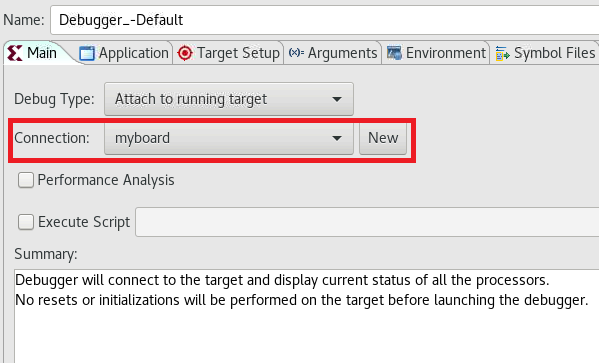 Name: Debugger_-Default
Main Application Target Setup (x)= Arguments Environment Symbol Files
Debug Type: Attach to running target
Connection: myboard New
Performance Analysis
Execute Script
Summary:
Debugger will connect to the target and display current status of all the processors.
No resets or initializations will be performed on the target before launching the debugger.